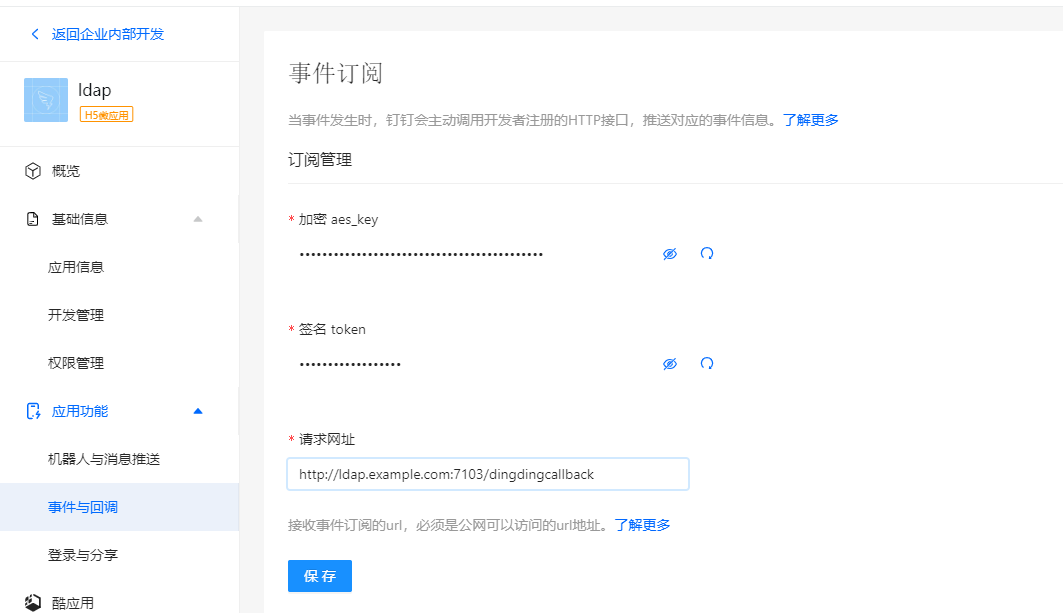 返回企业内部开发
ldap
H5微应用
概览
基础信息
应用信息
开发管理
权限管理
应用功能
机器人与消息推送
事件与回调
登录与分享
酷应用
事件订阅
当事件发生时，钉钉会主动调用开发者注册的HTTP接口，推送对应的事件信息。了解更多
订阅管理
* 加密 aes_key
•••••••••••••••••••••••••••••••••••••••••••
* 签名 token
••••••••••••••••••
* 请求网址
http://ldap.example.com:7103/dingdingcallback
接收事件订阅的url，必须是公网可以访问的url地址。了解更多
保存